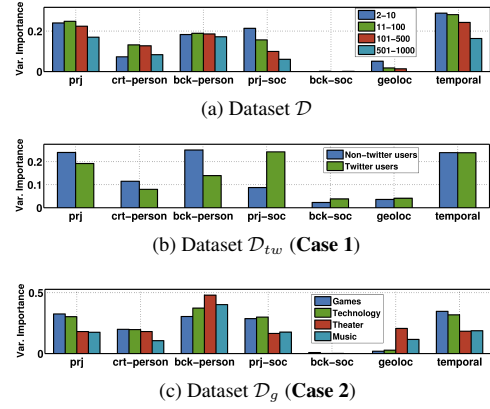 Var. Importance
0.2
0
2-10
11-100
101-500
501-1000
prj crt-person bck-person prj-soc bck-soc geoloc temporal
(a) Dataset 𝒟
Var. Importance
0.2
0.1
0
Non-twitter users
Twitter users
prj crt-person bck-person prj-soc bck-soc geoloc temporal
(b) Dataset 𝒟tw (Case 1)
Var. Importance
0.5
0
Games
Technology
Theater
Music
prj crt-person bck-person prj-soc bck-soc geoloc temporal
(c) Dataset 𝒟g (Case 2)